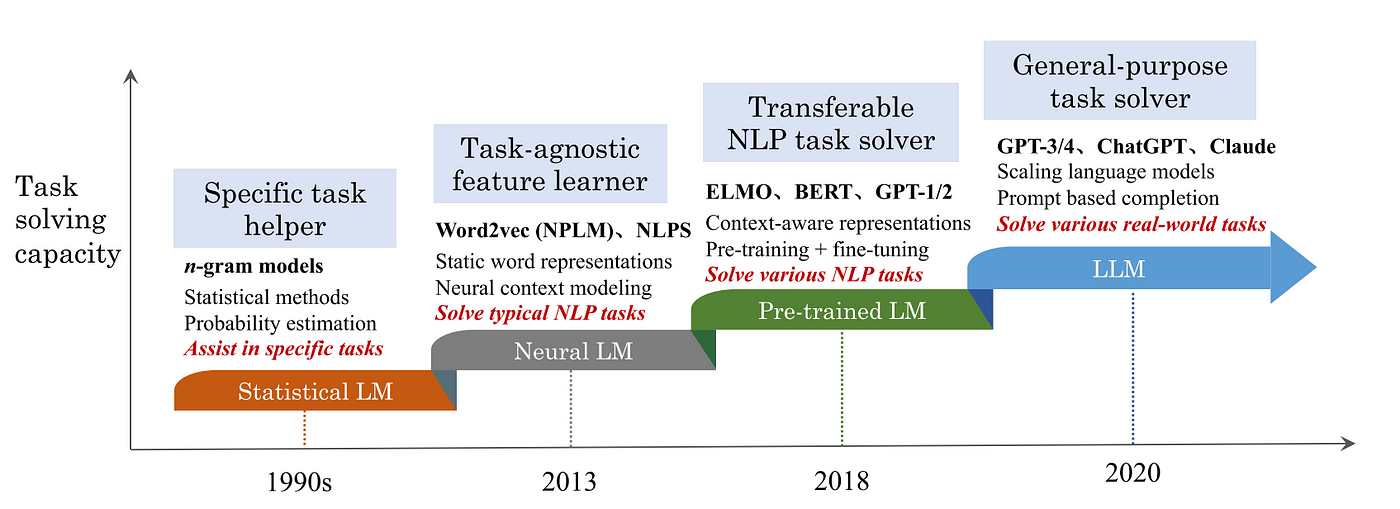 Task
solving
capacity
Specific task
helper
n-gram models
Statistical methods
Probability estimation
Assist in specific tasks
Statistical LM
1990s
Task-agnostic
feature learner
Word2vec (NPLM)、NLPS
Static word representations
Neural context modeling
Solve typical NLP tasks
Neural LM
2013
Transferable
NLP task solver
ELMO、BERT、GPT-1/2
Context-aware representations
Pre-training + fine-tuning
Solve various NLP tasks
Pre-trained LM
2018
General-purpose
task solver
GPT-3/4、ChatGPT、Claude
Scaling language models
Prompt based completion
Solve various real-world tasks
LLM
2020